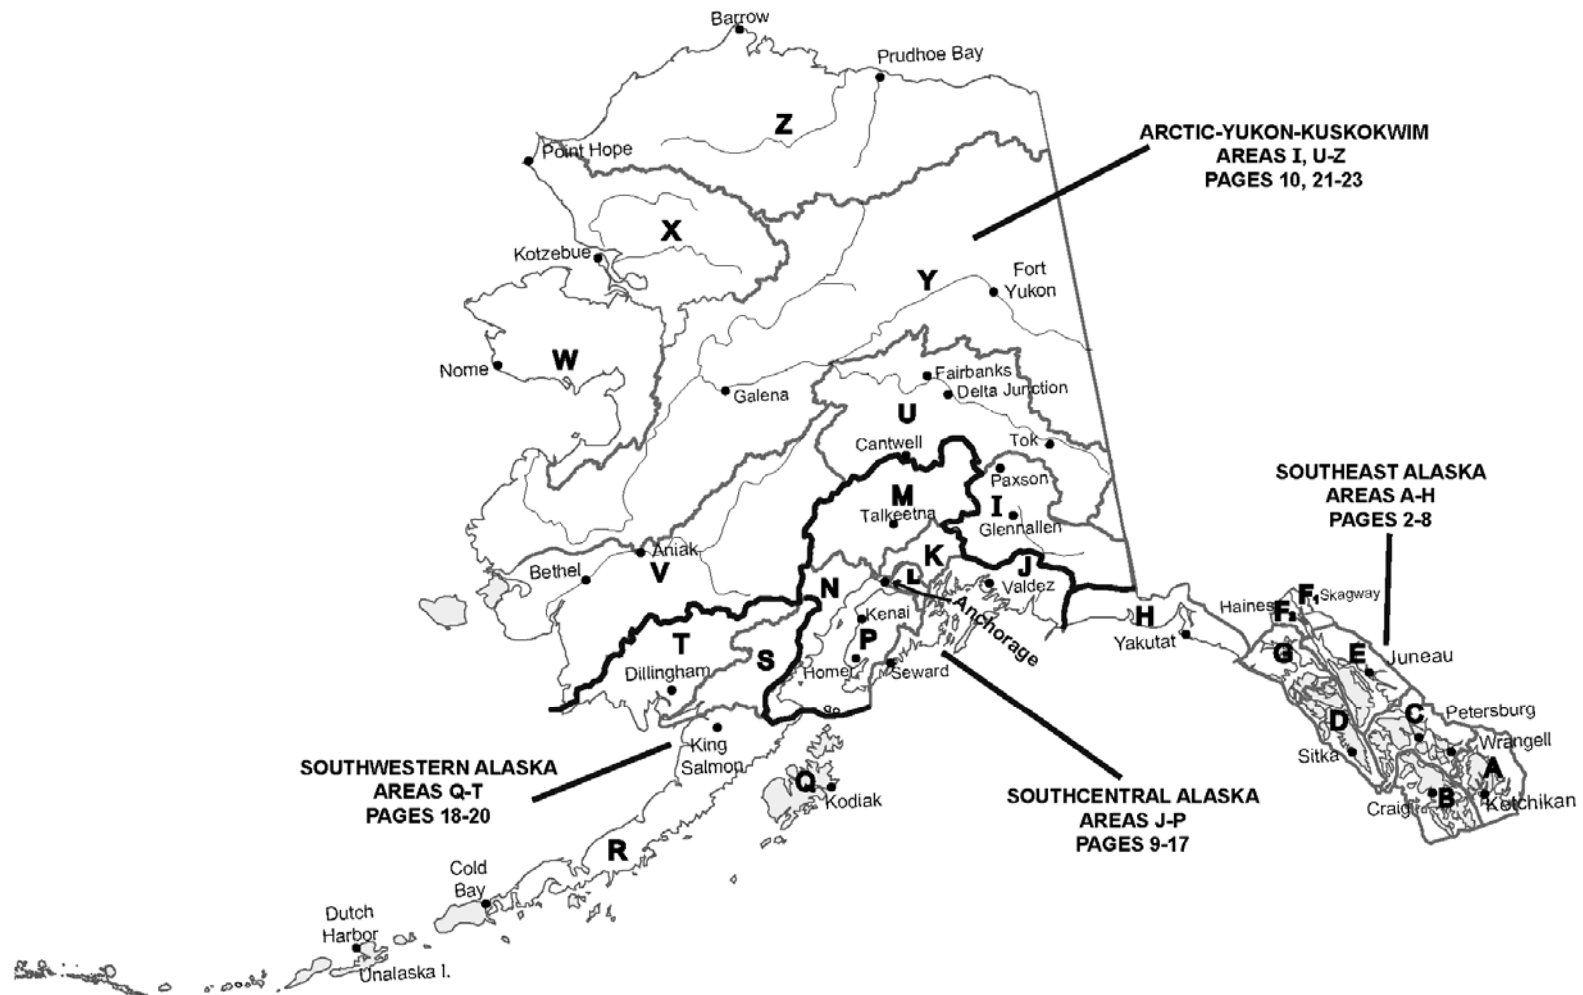 Barrow
Prudhoe Bay
Z
ARCTIC-YUKON-KUSKOKWIM
AREAS I, U-Z
PAGES 10, 21-23
Point Hope
X
Kotzebue
Y
Fort
Yukon
W
Nome
Galena
Fairbanks
Delta Junction
U
Cantwell
Tok
Paxson
M
I
Talkeetna
Glennallen
SOUTHEAST ALASKA
AREAS A-H
PAGES 2-8
Aniak
Bethel
V
K
L
J
Valdez
N
Kenai
Anchorage
P
Homer
Seward
H
Yakutat
Haines
F1
Skagway
F2
G
E
Juneau
T
S
Dillingham
D
C
Petersburg
Sitka
Wrangell
A
B
Craig
Ketchikan
King
Salmon
SOUTHWESTERN ALASKA
AREAS Q-T
PAGES 18-20
Q
Kodiak
SOUTHCENTRAL ALASKA
AREAS J-P
PAGES 9-17
R
Cold
Bay
Dutch
Harbor
Unalaska I.